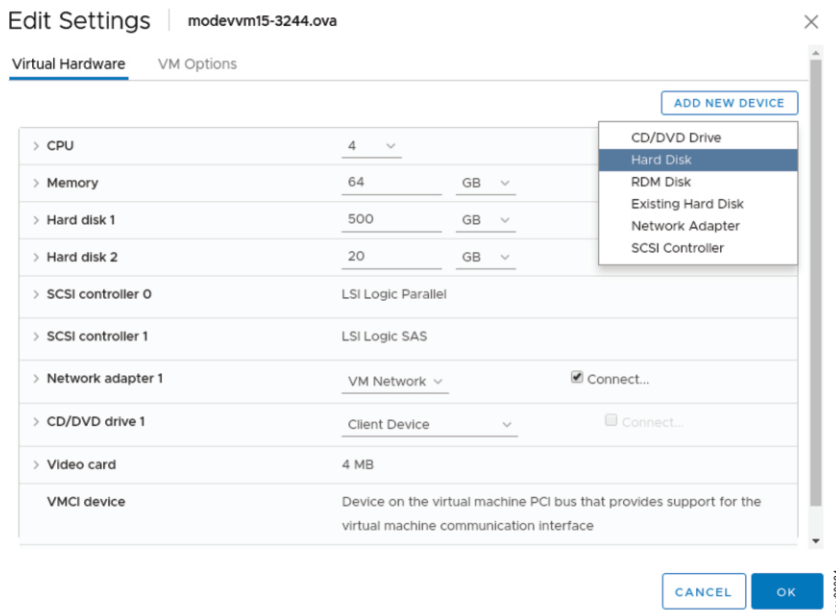 Edit Settings modevvm15-3244.ova
Virtual Hardware VM Options
ADD NEW DEVICE
CD/DVD Drive
Hard Disk
RDM Disk
Existing Hard Disk
Network Adapter
SCSI Controller
CPU 4
Memory 64 GB
Hard disk 1 500 GB
Hard disk 2 20 GB
SCSI controller 0 LSI Logic Parallel
SCSI controller 1 LSI Logic SAS
Network adapter 1 VM Network Connect...
CD/DVD drive 1 Client Device Connect...
Video card 4 MB
VMCI device Device on the virtual machine PCI bus that provides support for the
virtual machine communication interface
CANCEL OK